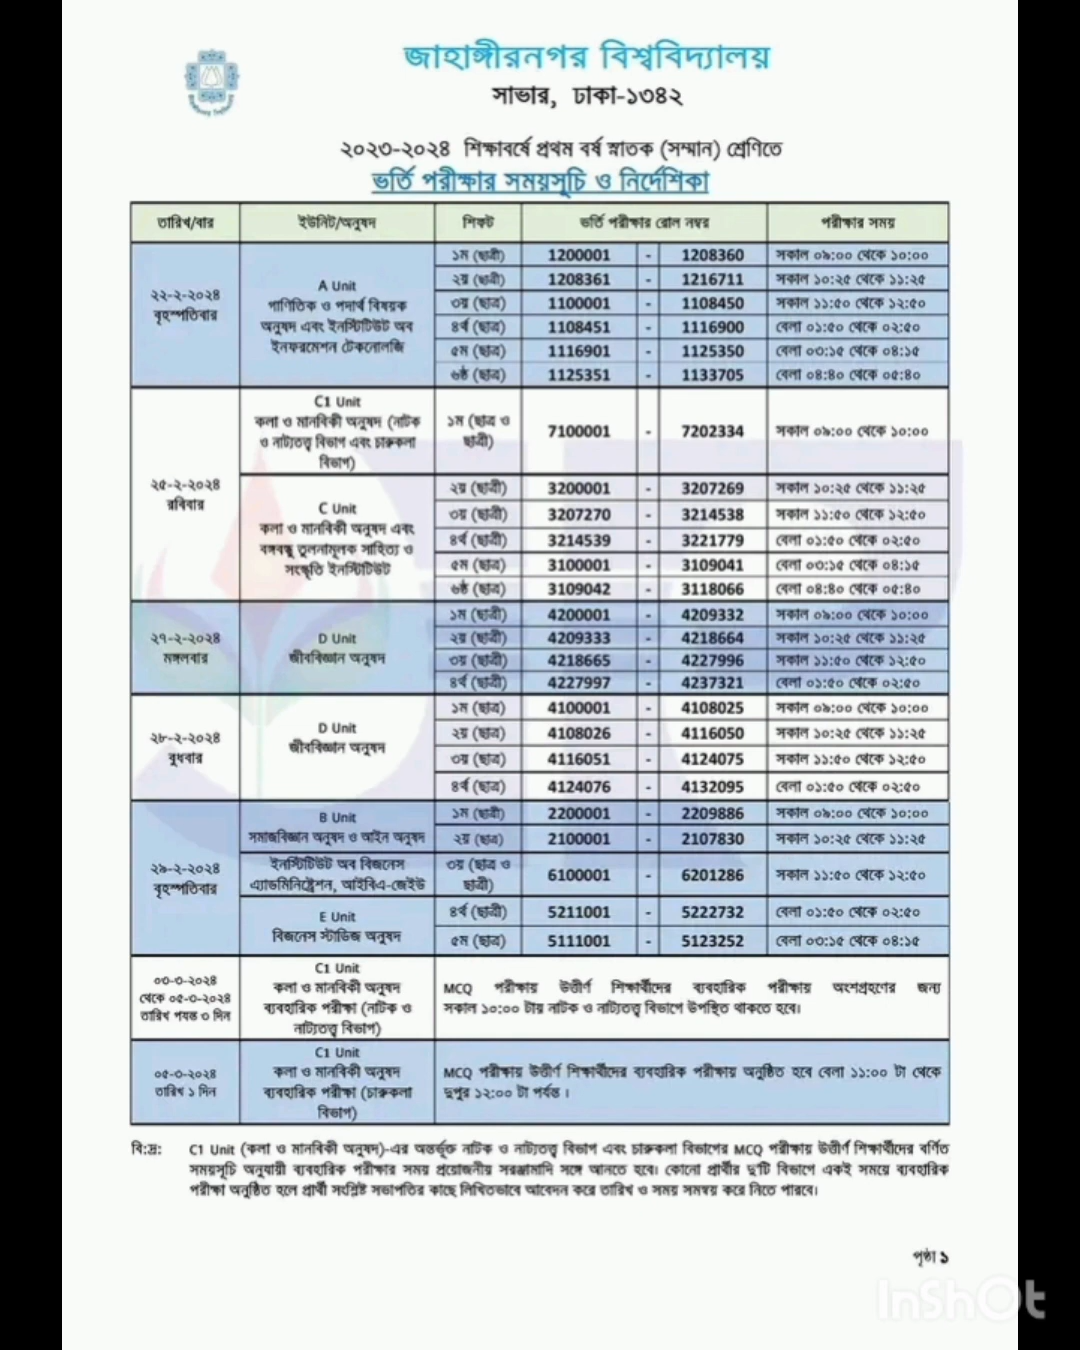 জাহাঙ্গীরনগর বিশ্ববিদ্যালয়
সাভার, ঢাকা-১৩৪২
২০২৩-২০২৪ শিক্ষাবর্ষে প্রথম বর্ষ স্নাতক (সম্মান) শ্রেণিতে
ভর্তি পরীক্ষার সময়সূচি ও নির্দেশিকা
তারিখ/বার ইউনিট/অনুষদ শিফট ভর্তি পরীক্ষার রোল নম্বর পরীক্ষার সময়
২২-২-২০২৪
বৃহস্পতিবার
A Unit
গাণিতিক ও পদার্থ বিষয়ক
অনুষদ এবং ইনস্টিটিউট অব
ইনফরমেশন টেকনোলজি
১ম (ছাত্রী) 1200001 - 1208360 সকাল ০৯:০০ থেকে ১০:০০
২য় (ছাত্রী) 1208361 - 1216711 সকাল ১০:২৫ থেকে ১১:২৫
৩য় (ছাত্র) 1100001 - 1108450 সকাল ১১:৫০ থেকে ১২:৫০
৪র্থ (ছাত্র) 1108451 - 1116900 বেলা ০১:৫০ থেকে ০২:৫০
৫ম (ছাত্র) 1116901 - 1125350 বেলা ০৩:১৫ থেকে ০৪:১৫
৬ষ্ঠ (ছাত্র) 1125351 - 1133705 বেলা ০৪:৪০ থেকে ০৫:৪০
২৫-২-২০২৪
রবিবার
C1 Unit
কলা ও মানবিকী অনুষদ (নাটক
ও নাট্যতত্ত্ব বিভাগ এবং চারুকলা
বিভাগ)
১ম (ছাত্র ও
ছাত্রী)
7100001 - 7202334 সকাল ০৯:০০ থেকে ১০:০০
C Unit
কলা ও মানবিকী অনুষদ এবং
বঙ্গবন্ধু তুলনামূলক সাহিত্য ও
সংস্কৃতি ইনস্টিটিউট
২য় (ছাত্রী) 3200001 - 3207269 সকাল ১০:২৫ থেকে ১১:২৫
৩য় (ছাত্রী) 3207270 - 3214538 সকাল ১১:৫০ থেকে ১২:৫০
৪র্থ (ছাত্রী) 3214539 - 3221779 বেলা ০১:৫০ থেকে ০২:৫০
৫ম (ছাত্র) 3100001 - 3109041 বেলা ০৩:১৫ থেকে ০৪:১৫
৬ষ্ঠ (ছাত্র) 3109042 - 3118066 বেলা ০৪:৪০ থেকে ০৫:৪০
২৭-২-২০২৪
মঙ্গলবার
D Unit
জীববিজ্ঞান অনুষদ
১ম (ছাত্রী) 4200001 - 4209332 সকাল ০৯:০০ থেকে ১০:০০
২য় (ছাত্রী) 4209333 - 4218664 সকাল ১০:২৫ থেকে ১১:২৫
৩য় (ছাত্রী) 4218665 - 4227996 সকাল ১১:৫০ থেকে ১২:৫০
৪র্থ (ছাত্রী) 4227997 - 4237321 বেলা ০১:৫০ থেকে ০২:৫০
২৮-২-২০২৪
বুধবার
D Unit
জীববিজ্ঞান অনুষদ
১ম (ছাত্র) 4100001 - 4108025 সকাল ০৯:০০ থেকে ১০:০০
২য় (ছাত্র) 4108026 - 4116050 সকাল ১০:২৫ থেকে ১১:২৫
৩য় (ছাত্র) 4116051 - 4124075 সকাল ১১:৫০ থেকে ১২:৫০
৪র্থ (ছাত্র) 4124076 - 4132095 বেলা ০১:৫০ থেকে ০২:৫০
২৯-২-২০২৪
বৃহস্পতিবার
B Unit
সমাজবিজ্ঞান অনুষদ ও আইন অনুষদ
১ম (ছাত্রী) 2200001 - 2209886 সকাল ০৯:০০ থেকে ১০:০০
২য় (ছাত্র) 2100001 - 2107830 সকাল ১০:২৫ থেকে ১১:২৫
ইনস্টিটিউট অব বিজনেস
এ্যাডমিনিষ্ট্রেশন, আইবিএ-জেইউ
৩য় (ছাত্র ও
ছাত্রী)
6100001 - 6201286 সকাল ১১:৫০ থেকে ১২:৫০
E Unit
বিজনেস স্টাডিজ অনুষদ
৪র্থ (ছাত্রী) 5211001 - 5222732 বেলা ০১:৫০ থেকে ০২:৫০
৫ম (ছাত্র) 5111001 - 5123252 বেলা ০৩:১৫ থেকে ০৪:১৫
০৩-৩-২০২৪
থেকে ০৫-৩-২০২৪
তারিখ পযন্ত ৩ দিন
C1 Unit
কলা ও মানবিকী অনুষদ
ব্যবহারিক পরীক্ষা (নাটক ও
নাট্যতত্ত্ব বিভাগ)
MCQ পরীক্ষায় উত্তীর্ণ শিক্ষার্থীদের ব্যবহারিক পরীক্ষায় অংশগ্রহণের জন্য
সকাল ১০:০০ টায় নাটক ও নাট্যতত্ত্ব বিভাগে উপস্থিত থাকতে হবে।
০৫-৩-২০২৪
তারিখ ১ দিন
C1 Unit
কলা ও মানবিকী অনুষদ
ব্যবহারিক পরীক্ষা (চারুকলা
বিভাগ)
MCQ পরীক্ষায় উত্তীর্ণ শিক্ষার্থীদের ব্যবহারিক পরীক্ষায় অনুষ্ঠিত হবে বেলা ১১:০০ টা থেকে
দুপুর ১২:০০ টা পর্যন্ত।
বি:দ্র: C1 Unit (কলা ও মানবিকী অনুষদ)-এর অন্তর্ভূক্ত নাটক ও নাট্যতত্ত্ব বিভাগ এবং চারুকলা বিভাগের MCQ পরীক্ষায় উত্তীর্ণ শিক্ষার্থীদের বর্ণিত
সময়সূচি অনুযায়ী ব্যবহারিক পরীক্ষার সময় প্রয়োজনীয় সরঞ্জামাদি সঙ্গে আনতে হবে। কোনো প্রার্থীর দু'টি বিভাগে একই সময়ে ব্যবহারিক
পরীক্ষা অনুষ্ঠিত হলে প্রার্থী সংশ্লিষ্ট সভাপতির কাছে লিখিতভাবে আবেদন করে তারিখ ও সময় সমন্বয় করে নিতে পারবে।
পৃষ্ঠা ১
InShOt